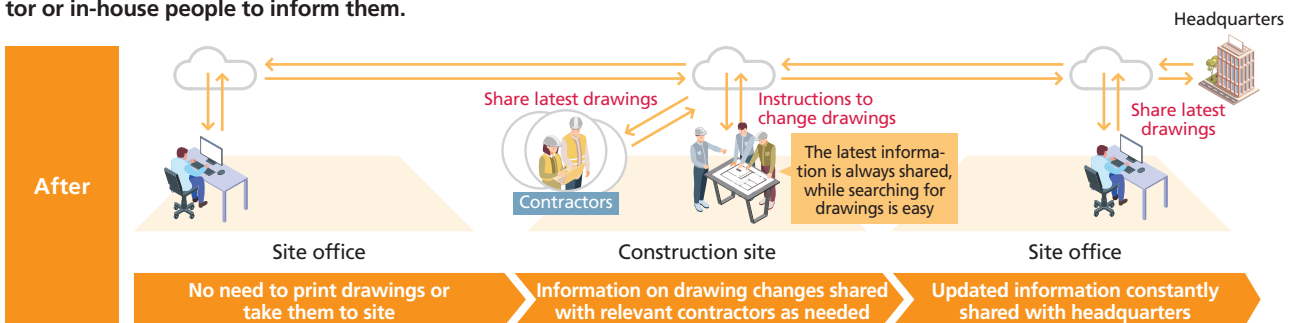 tor or in-house people to inform them.
Headquarters
After
Share latest drawings
Contractors
Instructions to
change drawings
The latest informa-
tion is always shared,
while searching for
drawings is easy
Share latest
drawings
Site office
Construction site
Site office
No need to print drawings or
take them to site
Information on drawing changes shared
with relevant contractors as needed
Updated information constantly
shared with headquarters